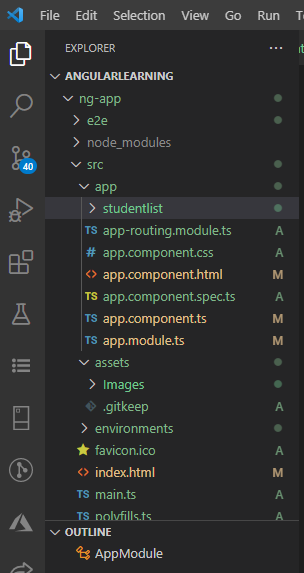 File Edit Selection View Go Run T
EXPLORER ...
ANGULARLEARNING
ng-app
e2e
node_modules
src
app
studentlist
TS app-routing.module.ts A
# app.component.css A
<> app.component.html M
TS app.component.spec.ts A
TS app.component.ts M
TS app.module.ts M
assets
Images
.gitkeep A
environments
favicon.ico A
<> index.html M
TS main.ts A
TS polyfills.ts A
OUTLINE
AppModule
40